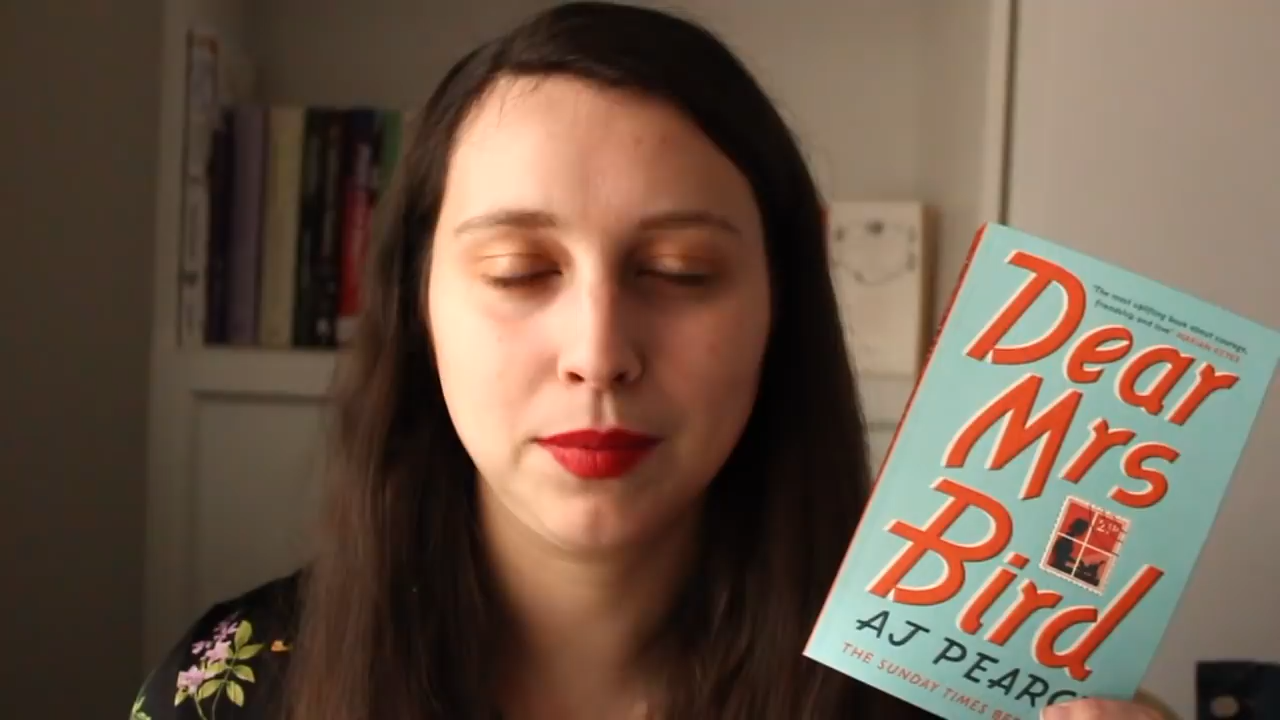 'The most uplifting book about courage,
friendship and love' MARIAN KEYES
Dear
Mrs
Bird
AJ PEARC
THE SUNDAY TIMES BE